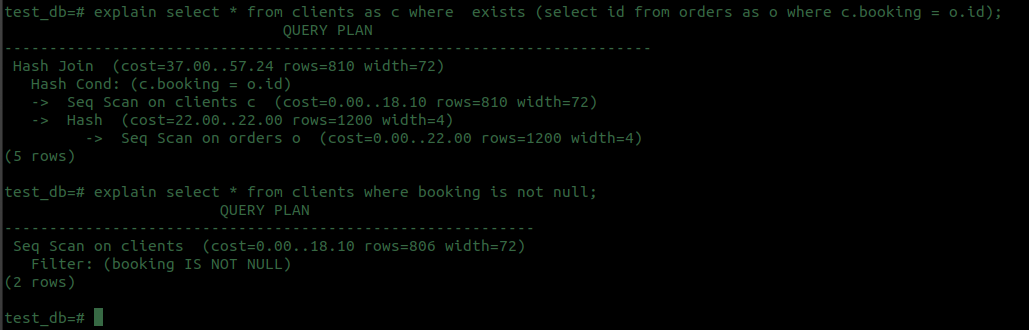 test_db=# explain select * from clients as c where  exists (select id from orders as o where c.booking = o.id);
                               QUERY PLAN
------------------------------------------------------------------------
 Hash Join  (cost=37.00..57.24 rows=810 width=72)
   Hash Cond: (c.booking = o.id)
   ->  Seq Scan on clients c  (cost=0.00..18.10 rows=810 width=72)
   ->  Hash  (cost=22.00..22.00 rows=1200 width=4)
         ->  Seq Scan on orders o  (cost=0.00..22.00 rows=1200 width=4)
(5 rows)

test_db=# explain select * from clients where booking is not null;
                        QUERY PLAN
-----------------------------------------------------------
 Seq Scan on clients  (cost=0.00..18.10 rows=806 width=72)
   Filter: (booking IS NOT NULL)
(2 rows)

test_db=#